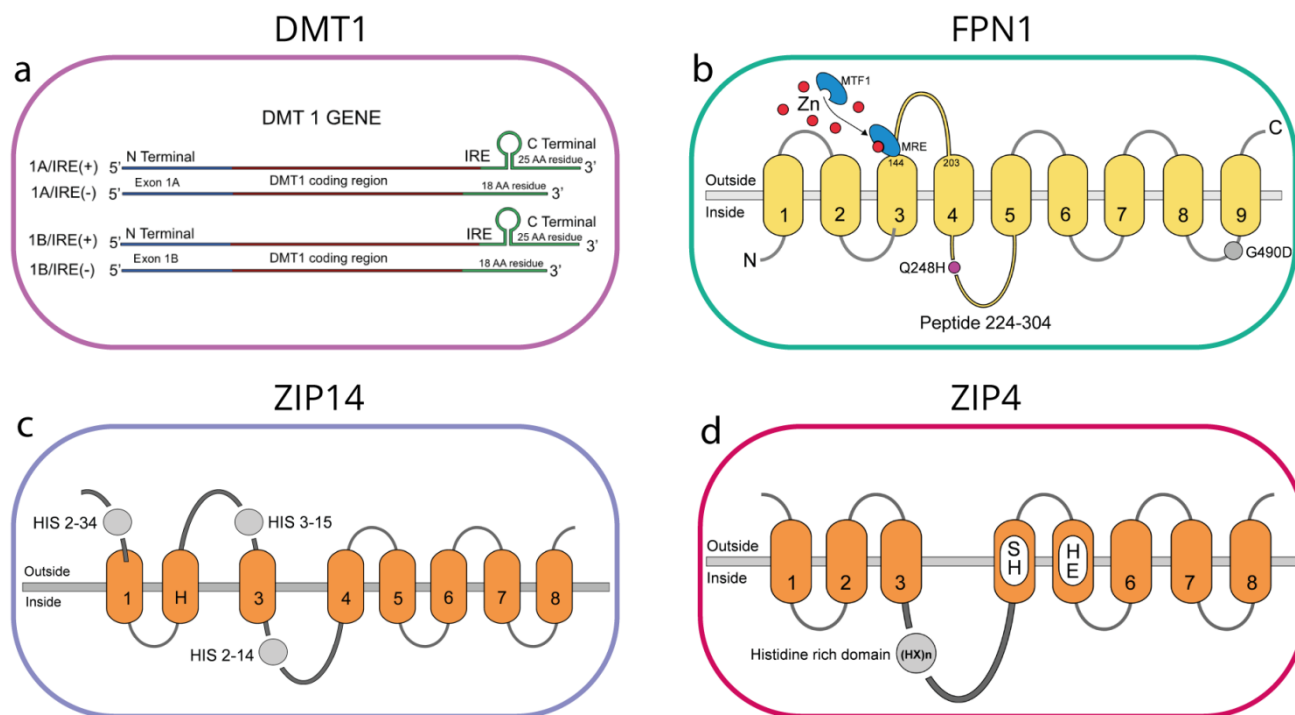 DMT1
a
DMT 1 GENE
1A/IRE(+) 5’ N Terminal IRE C Terminal 25 AA residue 3’
1A/IRE(-) 5’ Exon 1A DMT1 coding region 18 AA residue 3’
1B/IRE(+) 5’ N Terminal IRE C Terminal 25 AA residue 3’
1B/IRE(-) 5’ Exon 1B DMT1 coding region 18 AA residue 3’
FPN1
b
MTF1
Zn
MRE
C
144 203
Outside
Inside
1 2 3 4 5 6 7 8 9
N
Q248H
G490D
Peptide 224-304
ZIP14
c
HIS 2-34
HIS 3-15
Outside
Inside
1 H 3 4 5 6 7 8
HIS 2-14
ZIP4
d
Outside
Inside
1 2 3 SH HE 6 7 8
Histidine rich domain (HX)n